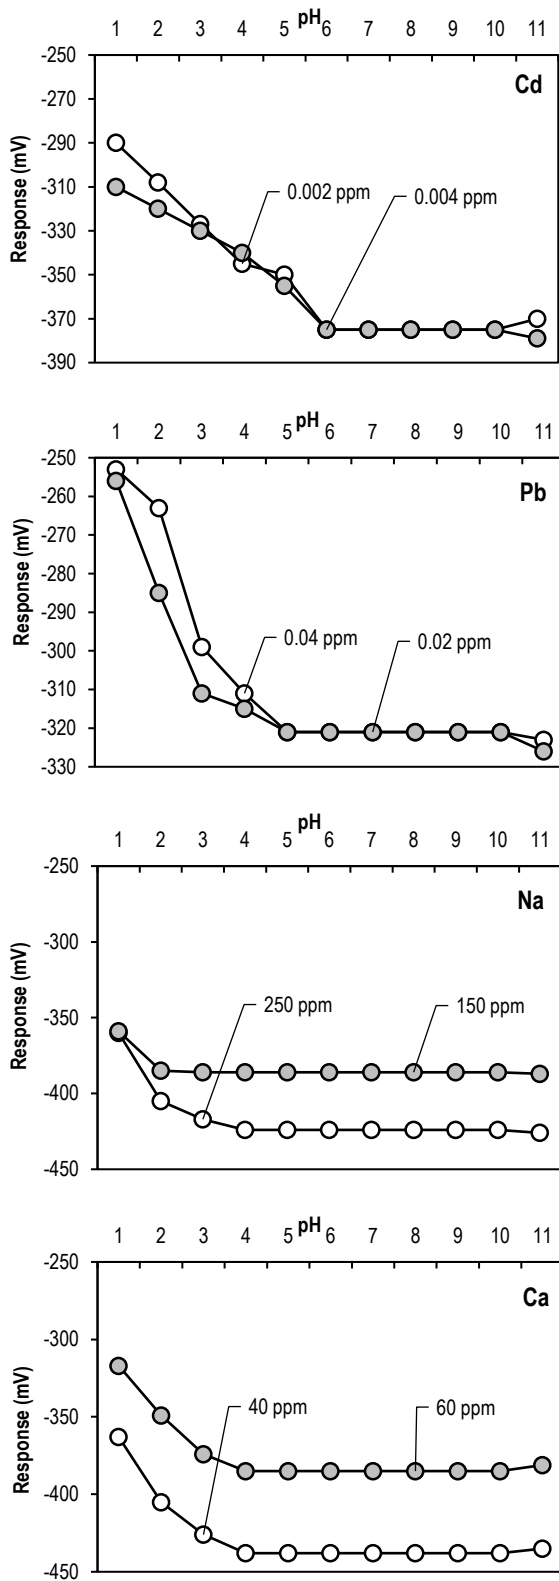 pH
1 2 3 4 5 6 7 8 9 10 11
-250
Cd
-270
-290
-310
0.002 ppm
0.004 ppm
-330
-350
-370
-390
Response (mV)
pH
1 2 3 4 5 6 7 8 9 10 11
-250
Pb
-260
-270
-280
-290
-300
0.04 ppm
0.02 ppm
-310
-320
-330
Response (mV)
pH
1 2 3 4 5 6 7 8 9 10 11
-250
Na
-300
250 ppm
150 ppm
-350
-400
-450
Response (mV)
pH
1 2 3 4 5 6 7 8 9 10 11
-250
Ca
-300
40 ppm
60 ppm
-350
-400
-450
Response (mV)